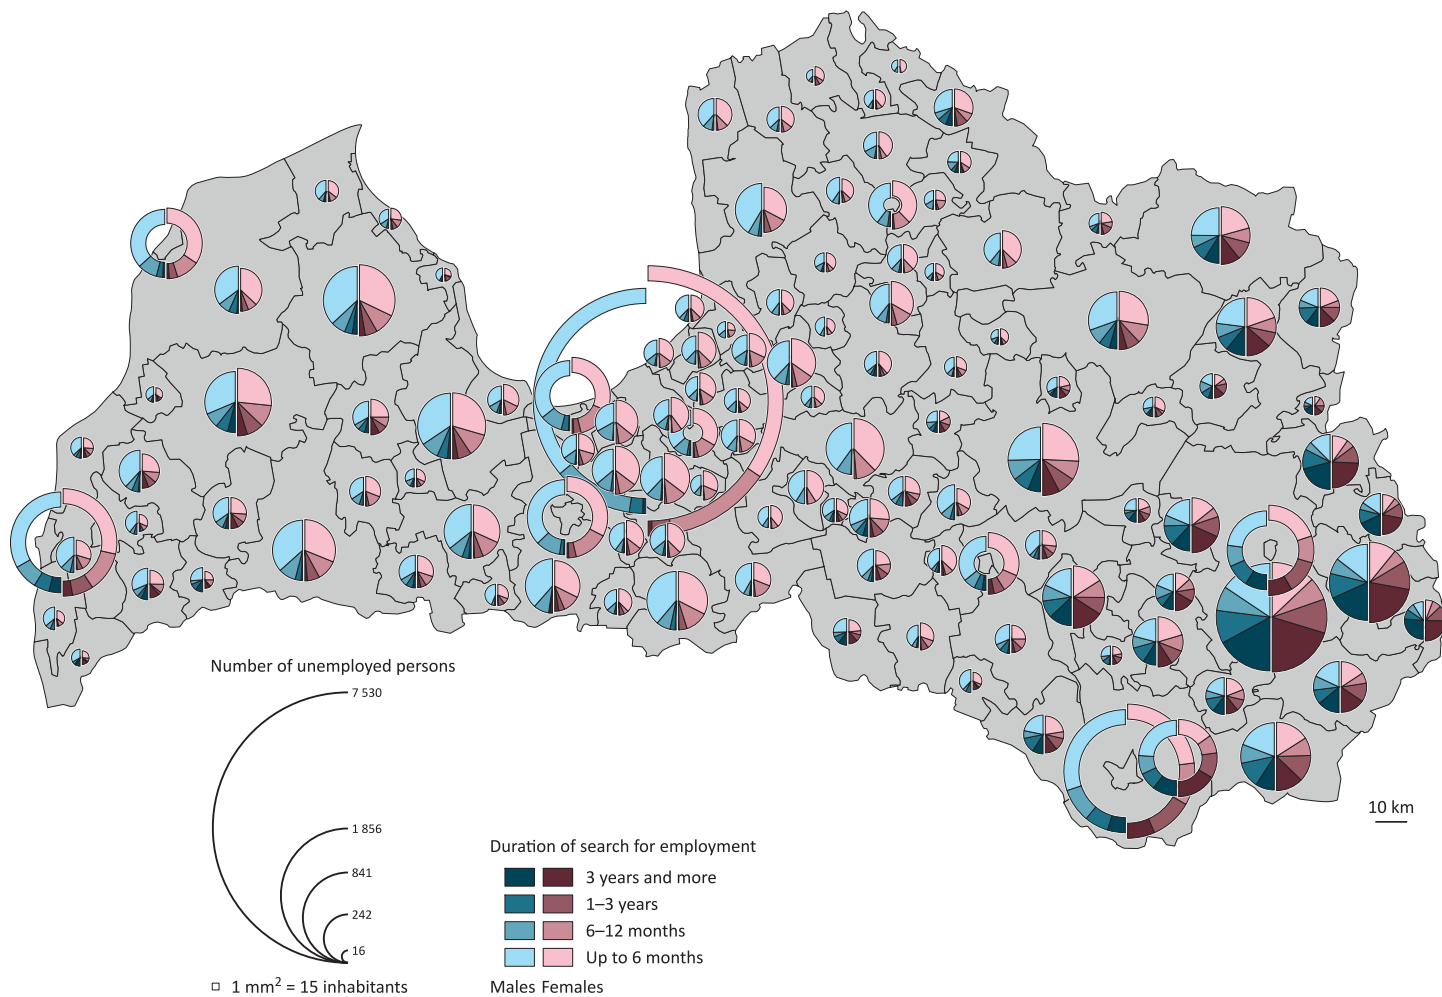 Number of unemployed persons
7 530
1 856
841
242
16
1 mm² = 15 inhabitants
Duration of search for employment
3 years and more
1–3 years
6–12 months
Up to 6 months
Males Females
10 km